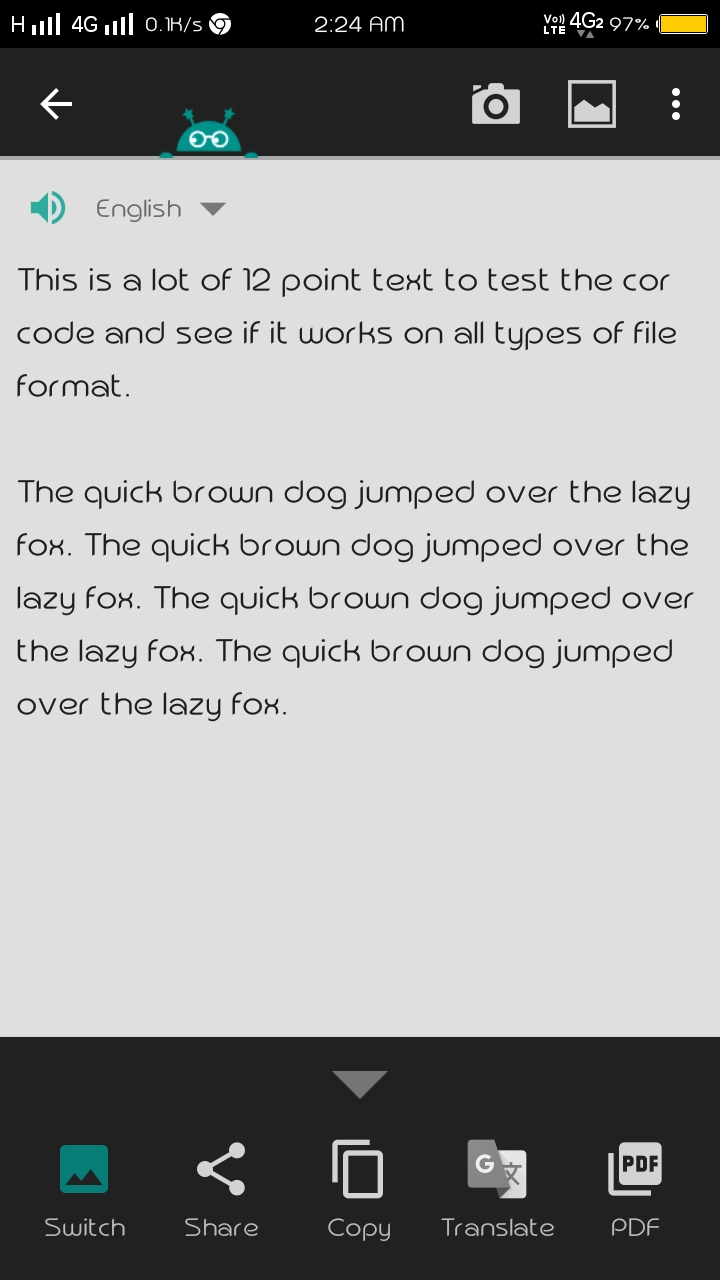 H 4G 0.1K/s 2:24 AM Vo)) LTE 4G2 97%
English
This is a lot of 12 point text to test the cor
code and see if it works on all types of file
format.
The quick brown dog jumped over the lazy
fox. The quick brown dog jumped over the
lazy fox. The quick brown dog jumped over
the lazy fox. The quick brown dog jumped
over the lazy fox.
G 文 PDF
Switch Share Copy Translate PDF